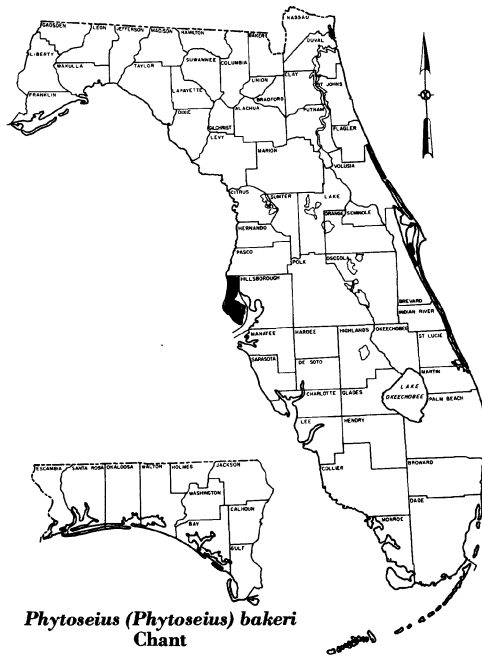 NASSAU
GADSDEN LEON JEFFERSON MADISON HAMILTON BAKER DUVAL
LIBERTY WAKULLA TAYLOR SUWANNEE COLUMBIA
UNION CLAY ST JOHNS
FRANKLIN LAFAYETTE BRADFORD PUTNAM
DIXIE ALACHUA
GILCHRIST FLAGLER
LEVY MARION VOLUSIA
CITRUS SUMTER LAKE
ORANGE SEMINOLE
HERNANDO
PASCO POLK OSCEOLA
HILLSBOROUGH
BREVARD
INDIAN RIVER
MANATEE HARDEE HIGHLANDS OKEECHOBEE
ST LUCIE
SARASOTA DE SOTO
MARTIN
CHARLOTTE GLADES LAKE OKEECHOBEE PALM BEACH
LEE HENDRY
COLLIER BROWARD
DADE
MONROE
ESCAMBIA SANTA ROSA OKALOOSA WALTON HOLMES JACKSON
WASHINGTON
BAY CALHOUN
GULF
Phytoseius (Phytoseius) bakeri
Chant